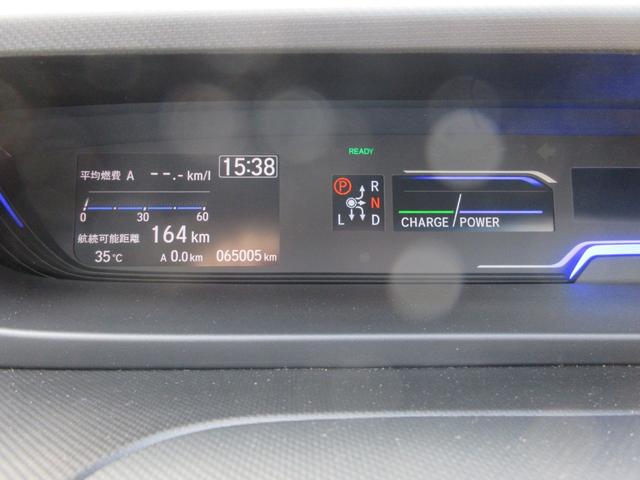 平均燃費 A --.- km/l 15:38
0 30 60
航続可能距離 164 km
35℃ A 0.0 km 065005 km
READY
P R
N
L D
CHARGE POWER